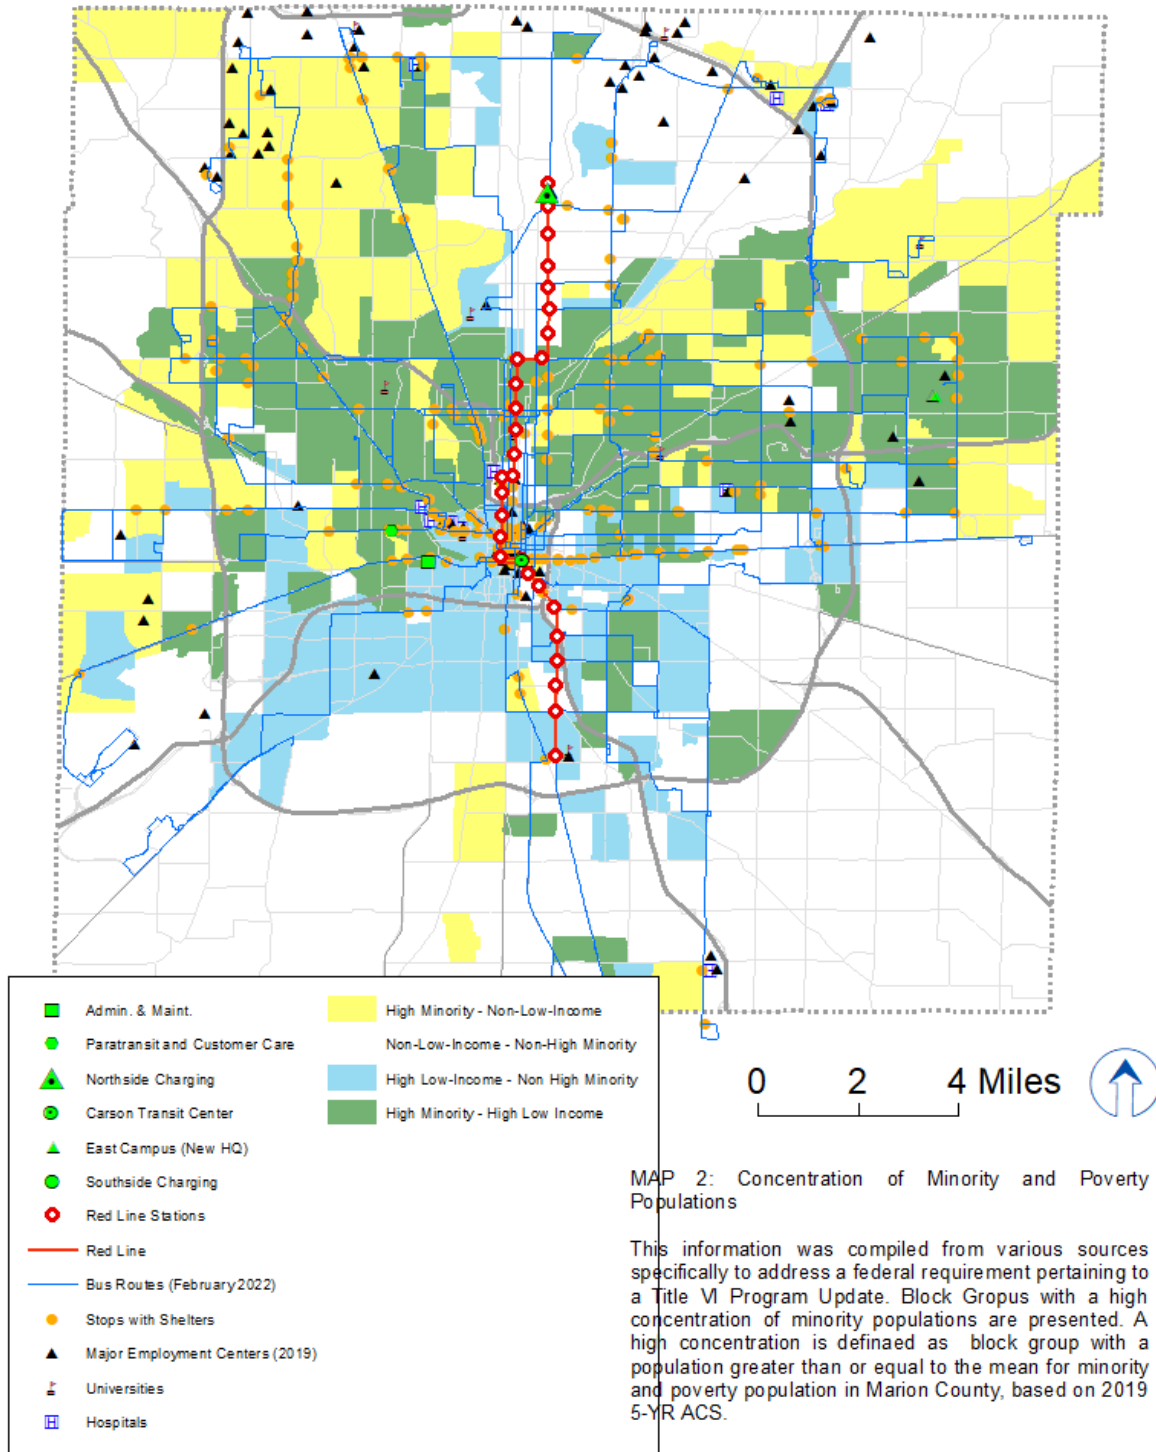 Admin. & Maint.
Paratransit and Customer Care
Northside Charging
Carson Transit Center
East Campus (New HQ)
Southside Charging
Red Line Stations
Red Line
Bus Routes (February 2022)
Stops with Shelters
Major Employment Centers (2019)
Universities
H Hospitals
High Minority - Non-Low-Income
Non-Low-Income - Non-High Minority
High Low-Income - Non High Minority
High Minority - High Low Income
0 2 4 Miles
MAP 2: Concentration of Minority and Poverty
Populations
This information was compiled from various sources
specifically to address a federal requirement pertaining to
a Title VI Program Update. Block Gropus with a high
concentration of minority populations are presented. A
high concentration is definaed as block group with a
population greater than or equal to the mean for minority
and poverty population in Marion County, based on 2019
5-YR ACS.